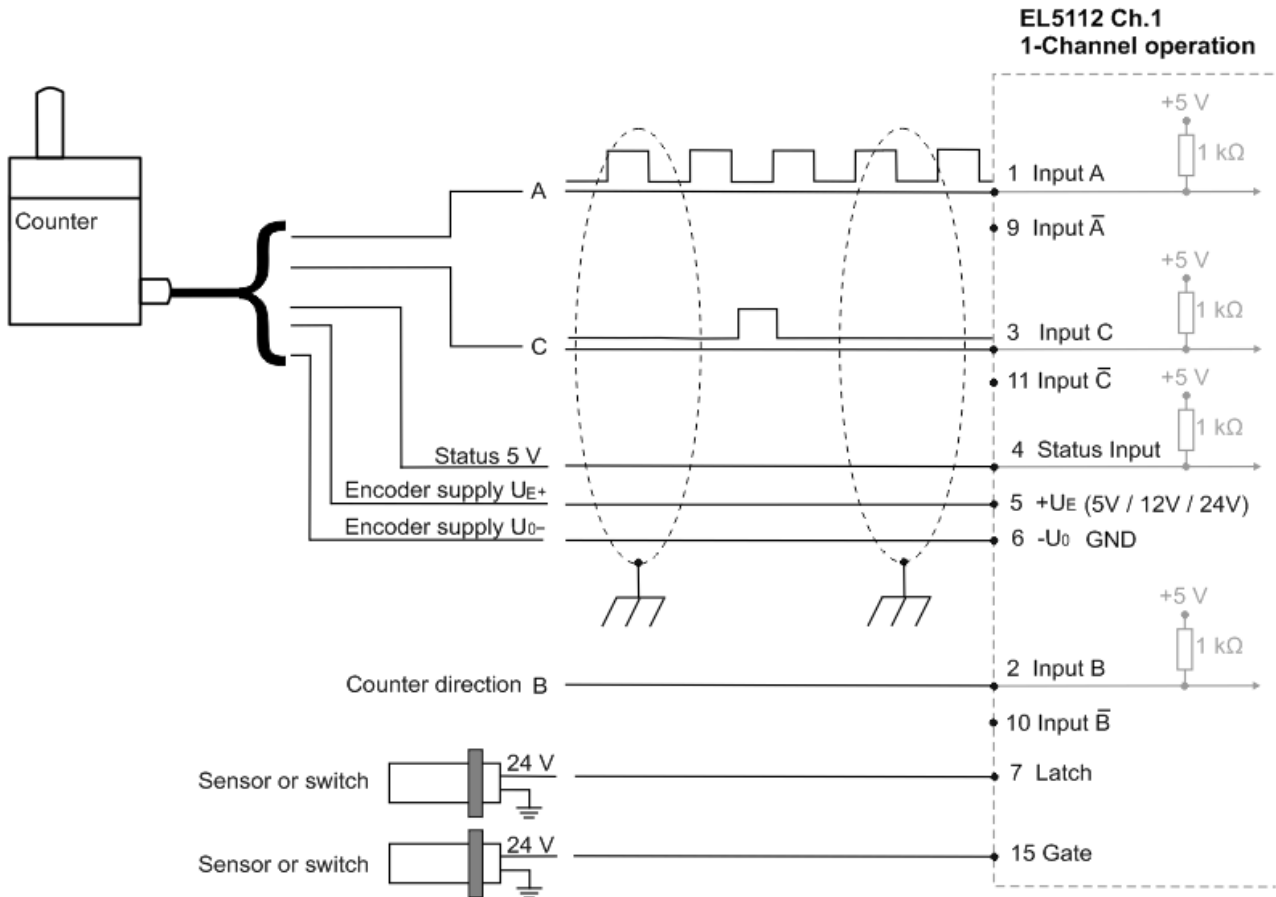 EL5112 Ch.1
1-Channel operation
+5 V
1 kΩ
Counter
A
1 Input A
9 Input A̅
+5 V
1 kΩ
C
3 Input C
11 Input C̅
+5 V
1 kΩ
Status 5 V
4 Status Input
Encoder supply UE+
5 +UE (5V / 12V / 24V)
Encoder supply U0–
6 -U0 GND
+5 V
1 kΩ
Counter direction B
2 Input B
10 Input B̅
Sensor or switch
24 V
7 Latch
Sensor or switch
24 V
15 Gate